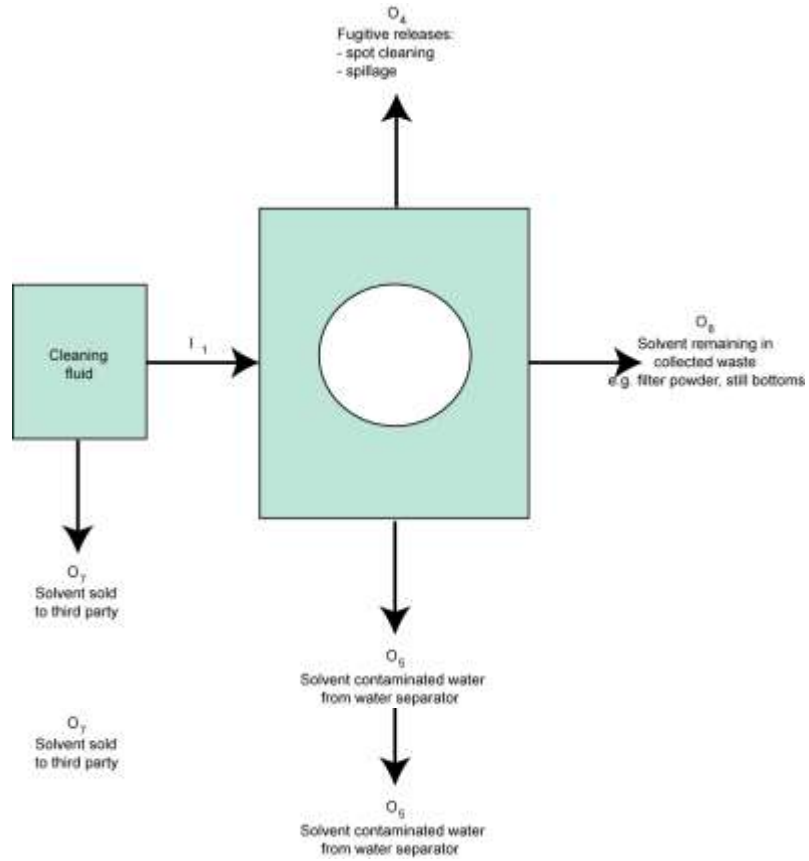 O4
Fugitive releases:
- spot cleaning
- spillage
Cleaning
fluid
I -1
O8
Solvent remaining in
collected waste
e.g. filter powder, still bottoms
O7
Solvent sold
to third party
O5
Solvent contaminated water
from water separator
O7
Solvent sold
to third party
O5
Solvent contaminated water
from water separator